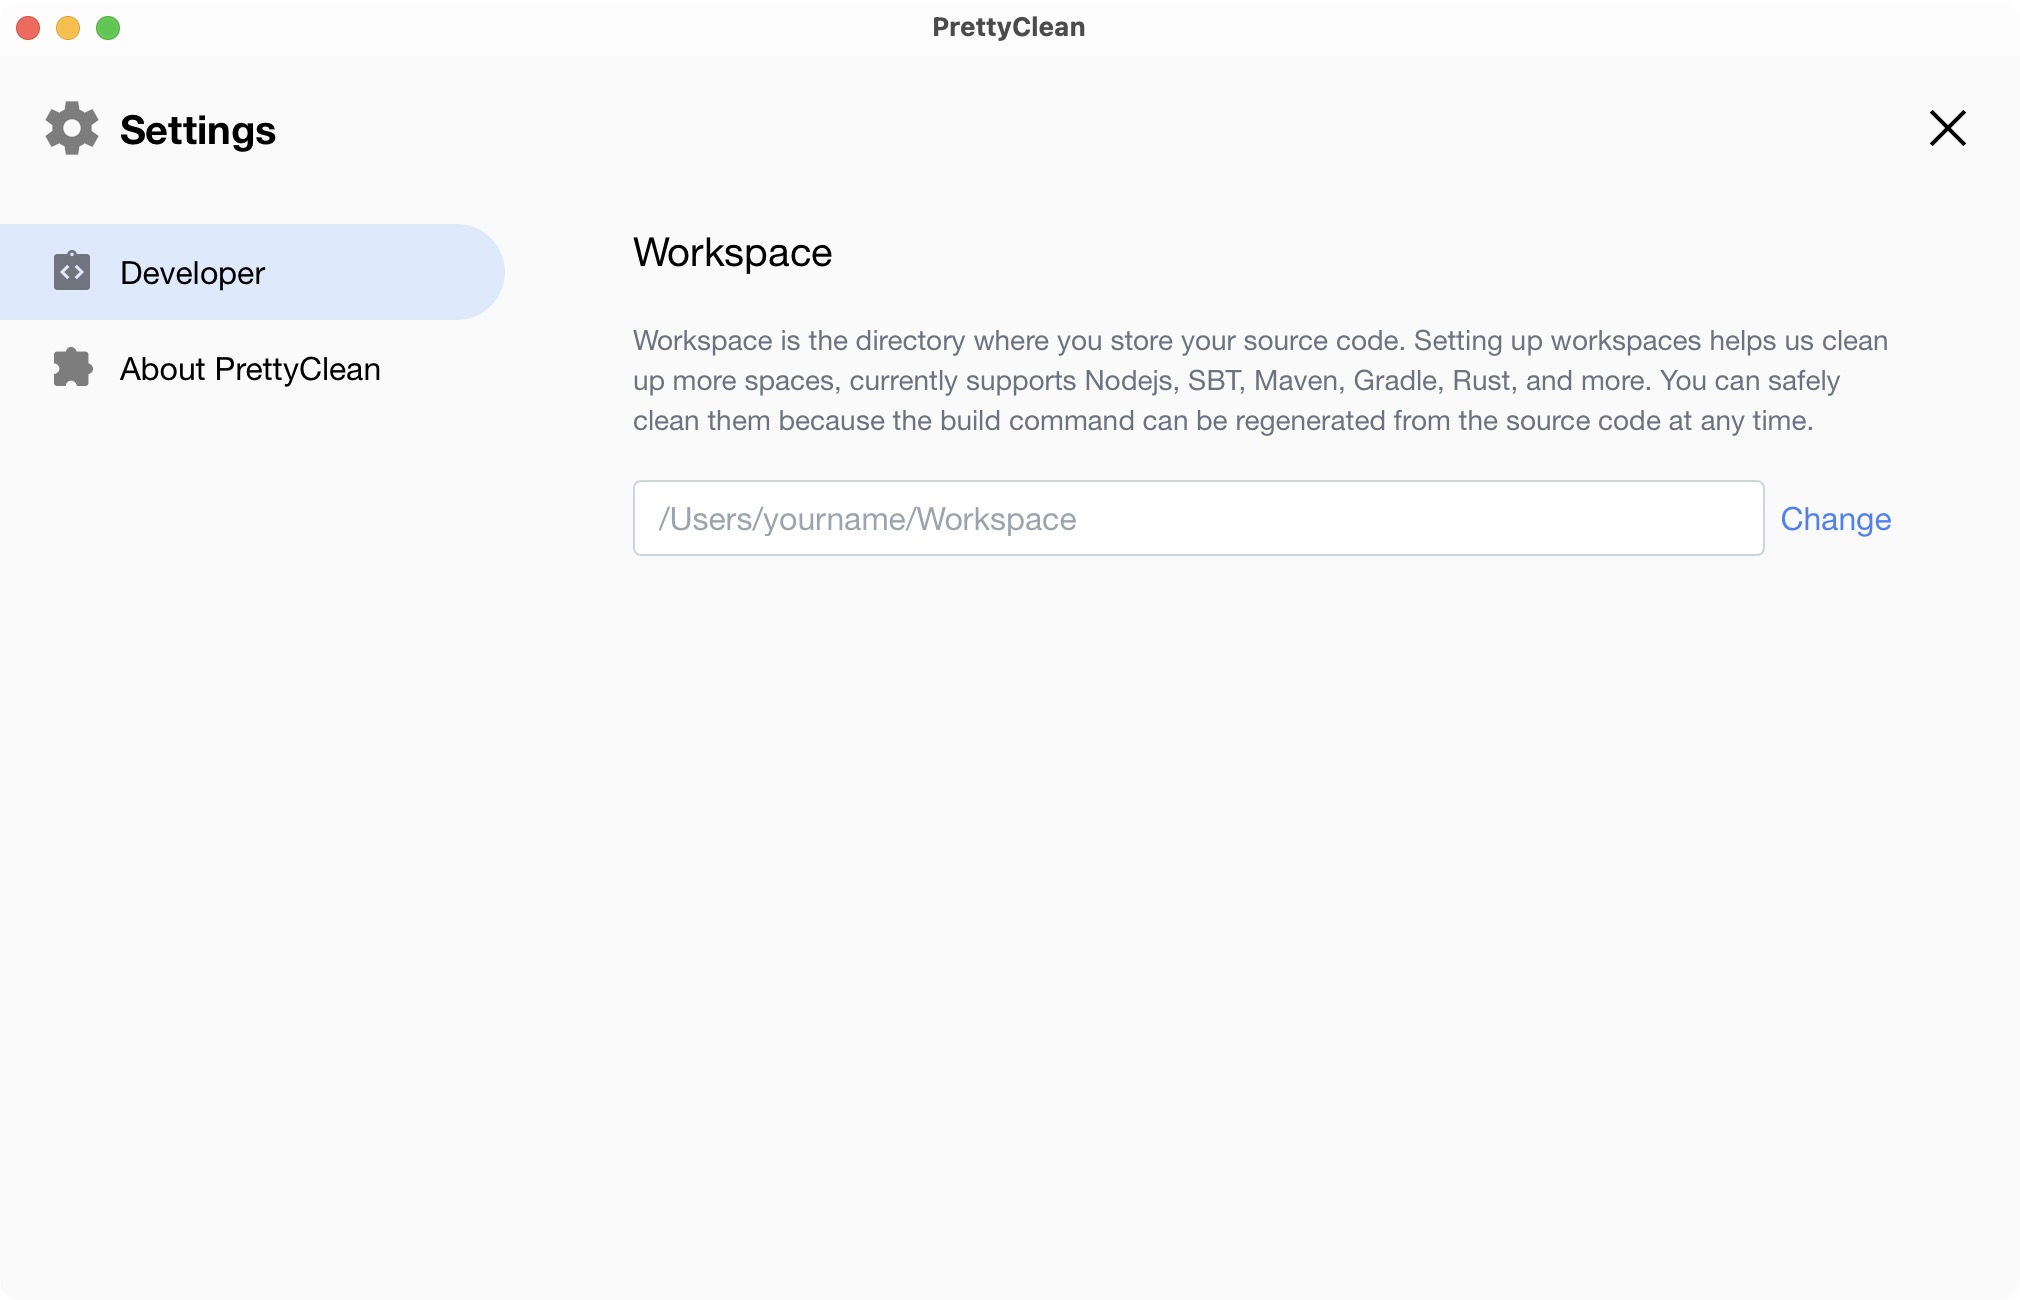 PrettyClean
Settings
Developer
About PrettyClean
Workspace
Workspace is the directory where you store your source code. Setting up workspaces helps us clean
up more spaces, currently supports Nodejs, SBT, Maven, Gradle, Rust, and more. You can safely
clean them because the build command can be regenerated from the source code at any time.
/Users/yourname/Workspace
Change